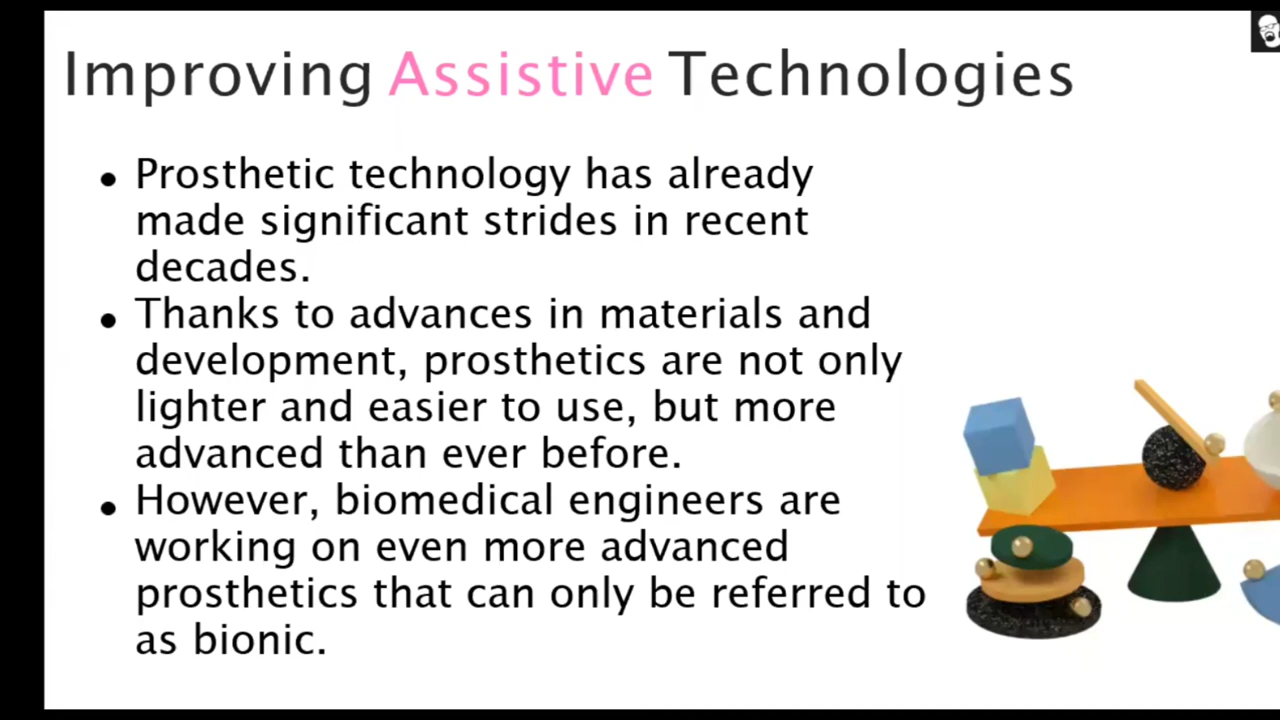 Improving Assistive Technologies
• Prosthetic technology has already
made significant strides in recent
decades.
• Thanks to advances in materials and
development, prosthetics are not only
lighter and easier to use, but more
advanced than ever before.
• However, biomedical engineers are
working on even more advanced
prosthetics that can only be referred to
as bionic.